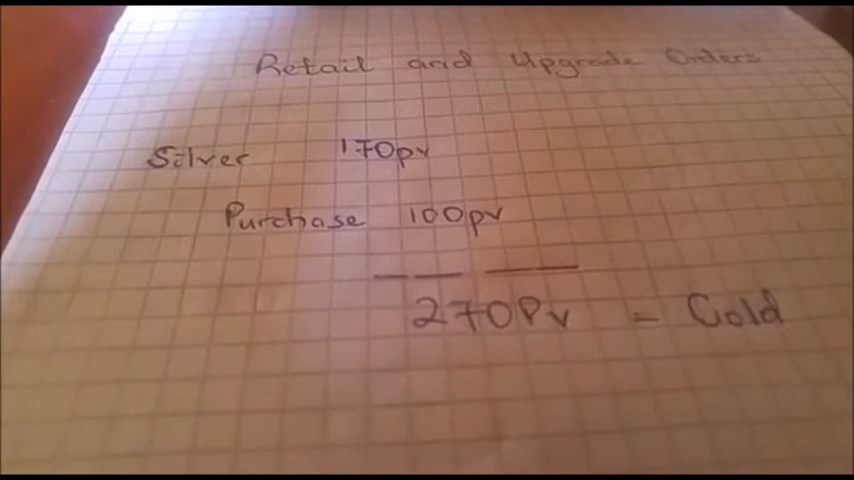 Retail and Upgrade Orders
Silver 170pv
Purchase 100pv
270Pv = Gold